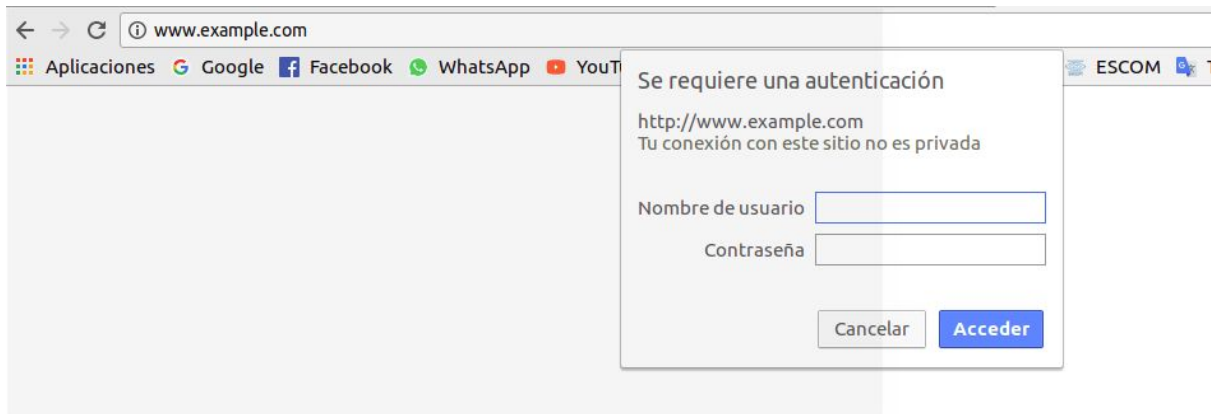 www.example.com
Aplicaciones Google Facebook WhatsApp ESCOM
Se requiere una autenticación
http://www.example.com
Tu conexión con este sitio no es privada
Nombre de usuario
Contraseña
Cancelar Acceder